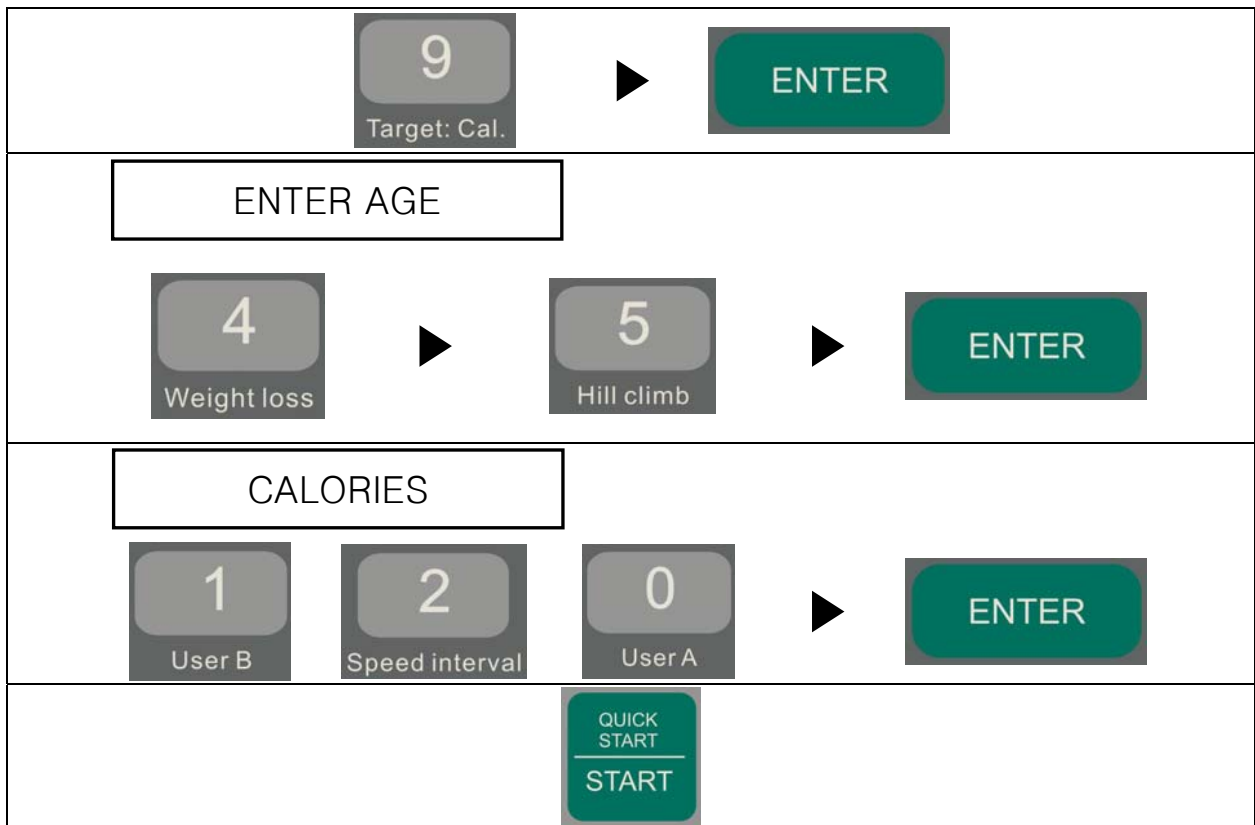 9
Target: Cal.
ENTER
ENTER AGE
4
Weight loss
5
Hill climb
ENTER
CALORIES
1
User B
2
Speed interval
0
User A
ENTER
QUICK
START
START